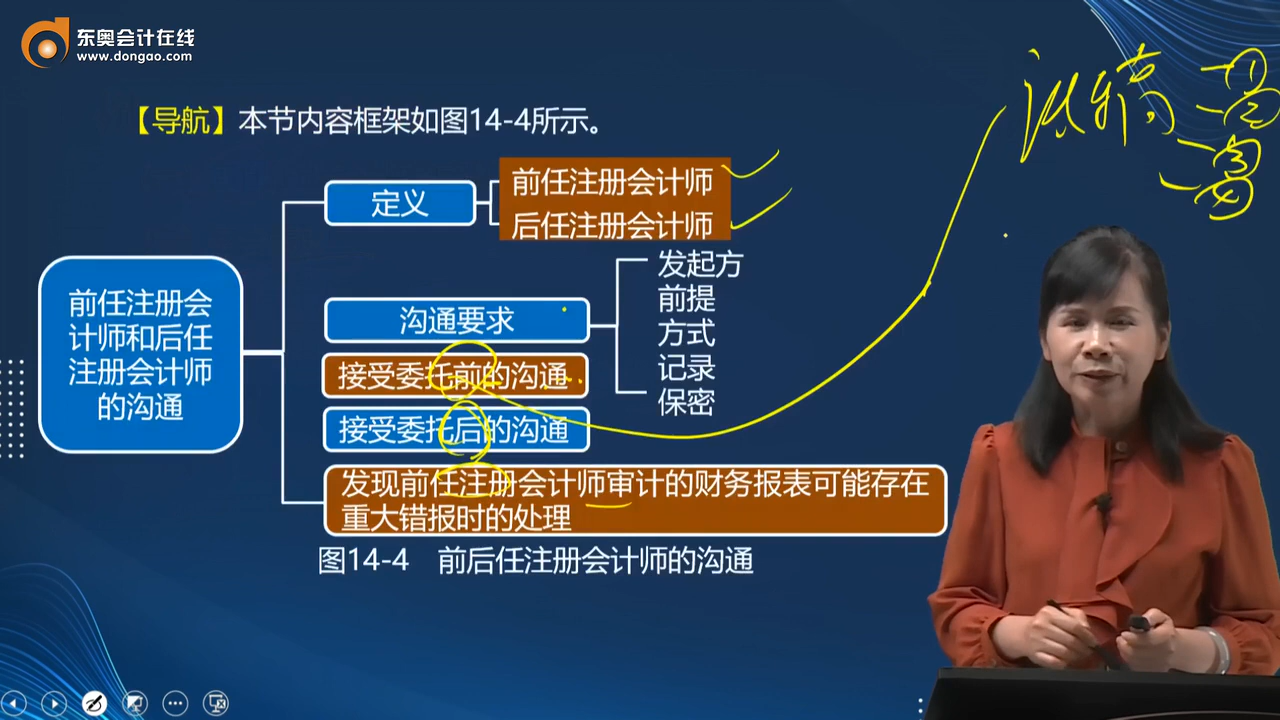 东奥会计在线
www.dongao.com
【导航】本节内容框架如图14-4所示。
前任注册会计师和后任注册会计师的沟通
定义
前任注册会计师
后任注册会计师
沟通要求
发起方
前提
方式
记录
保密
接受委托前的沟通
接受委托后的沟通
发现前任注册会计师审计的财务报表可能存在
重大错报时的处理
图14-4 前后任注册会计师的沟通